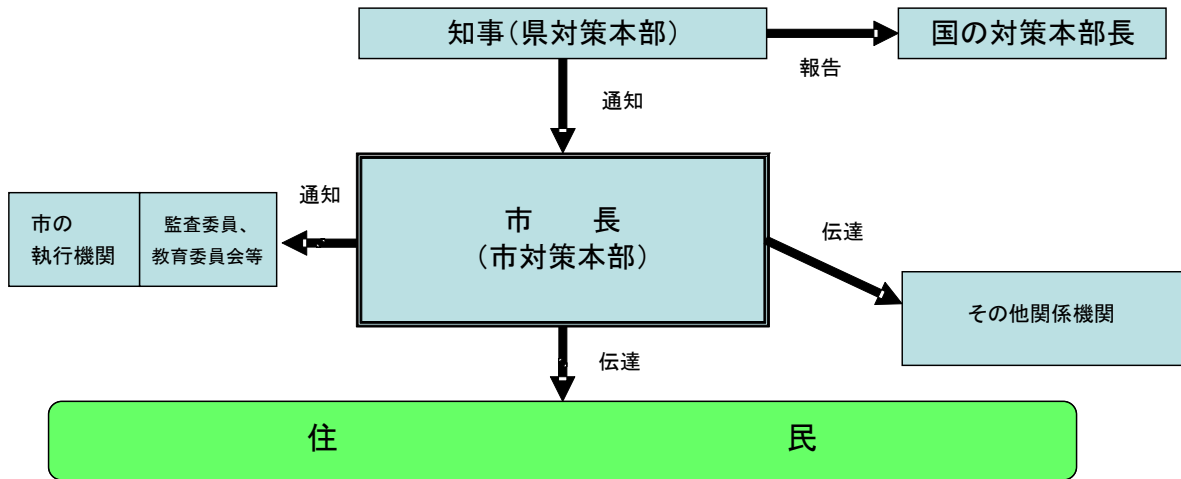 知事（県対策本部）
国の対策本部長
報告
通知
通知
市の
執行機関
監査委員、
教育委員会等
市　　長
（市対策本部）
伝達
その他関係機関
伝達
住　　　　　　　　民